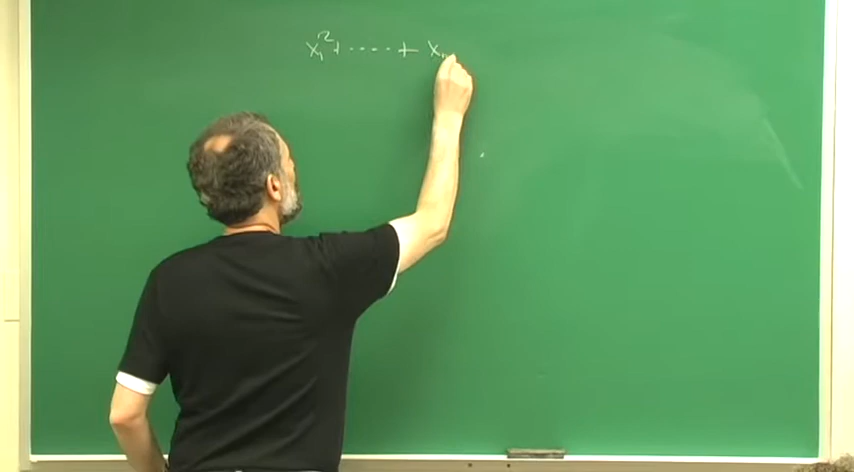 x₁² + ····· + xₙ